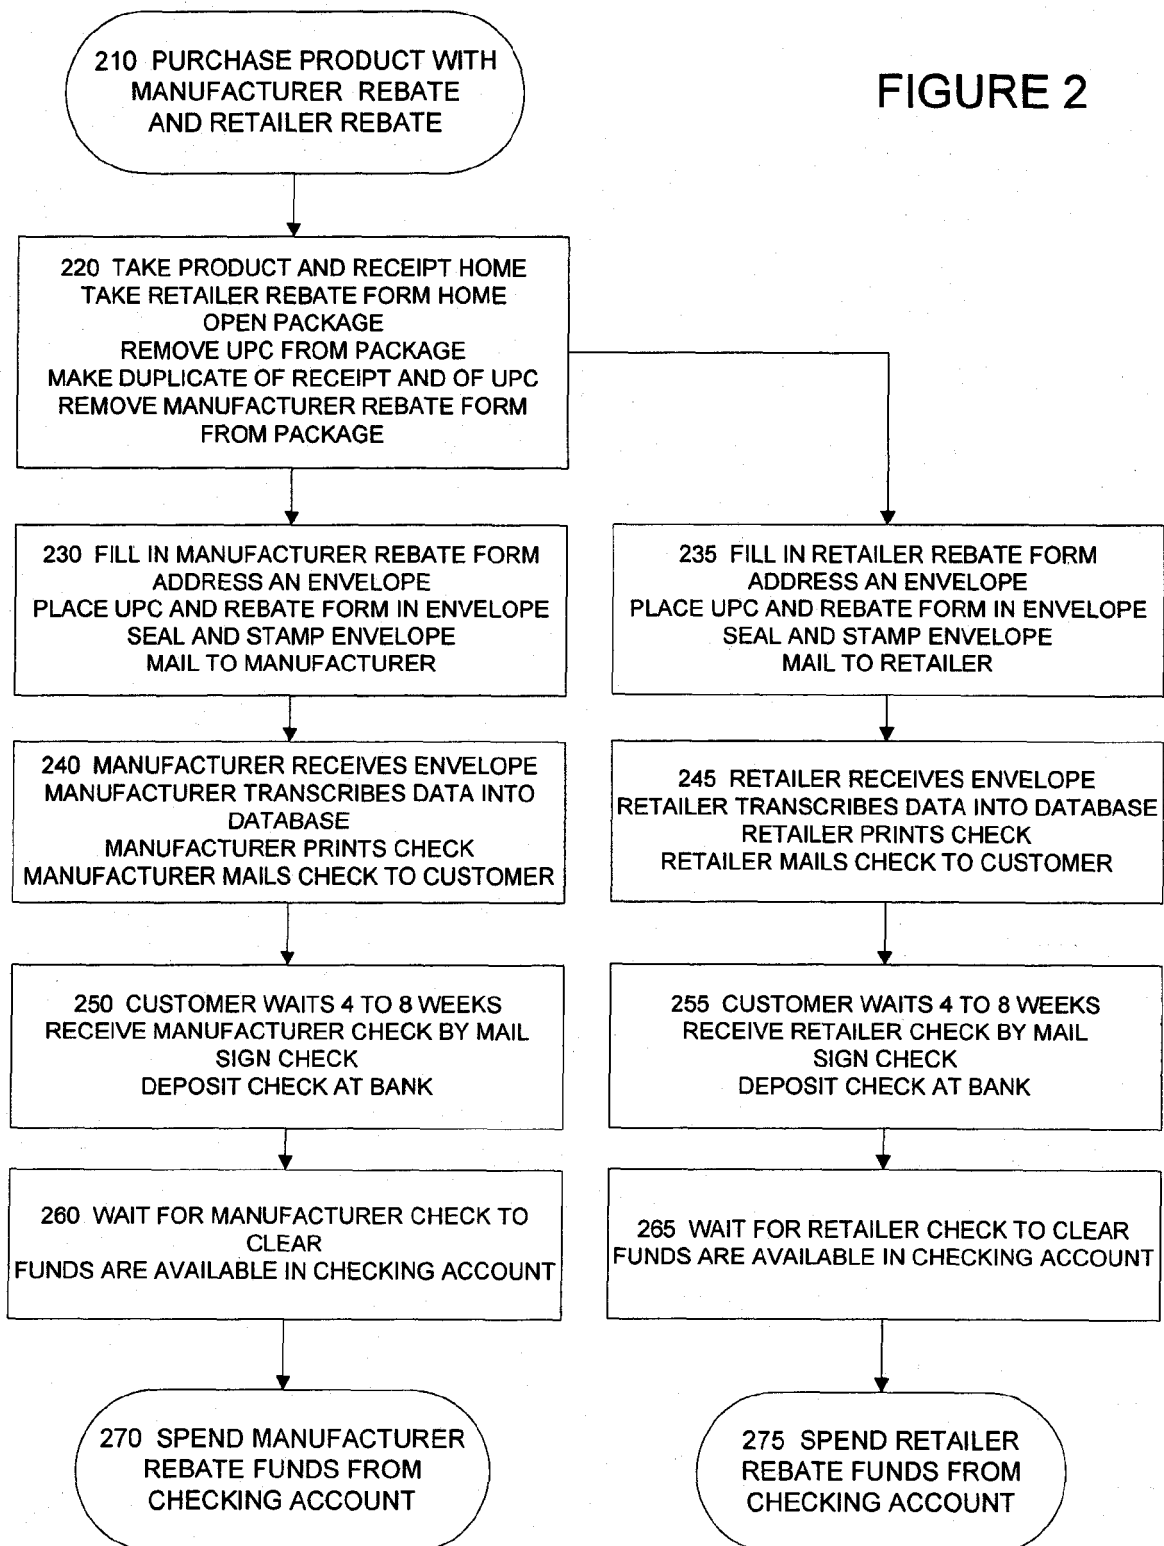 FIGURE 2
210 PURCHASE PRODUCT WITH
MANUFACTURER REBATE
AND RETAILER REBATE
220 TAKE PRODUCT AND RECEIPT HOME
TAKE RETAILER REBATE FORM HOME
OPEN PACKAGE
REMOVE UPC FROM PACKAGE
MAKE DUPLICATE OF RECEIPT AND OF UPC
REMOVE MANUFACTURER REBATE FORM
FROM PACKAGE
230 FILL IN MANUFACTURER REBATE FORM
ADDRESS AN ENVELOPE
PLACE UPC AND REBATE FORM IN ENVELOPE
SEAL AND STAMP ENVELOPE
MAIL TO MANUFACTURER
235 FILL IN RETAILER REBATE FORM
ADDRESS AN ENVELOPE
PLACE UPC AND REBATE FORM IN ENVELOPE
SEAL AND STAMP ENVELOPE
MAIL TO RETAILER
240 MANUFACTURER RECEIVES ENVELOPE
MANUFACTURER TRANSCRIBES DATA INTO
DATABASE
MANUFACTURER PRINTS CHECK
MANUFACTURER MAILS CHECK TO CUSTOMER
245 RETAILER RECEIVES ENVELOPE
RETAILER TRANSCRIBES DATA INTO DATABASE
RETAILER PRINTS CHECK
RETAILER MAILS CHECK TO CUSTOMER
250 CUSTOMER WAITS 4 TO 8 WEEKS
RECEIVE MANUFACTURER CHECK BY MAIL
SIGN CHECK
DEPOSIT CHECK AT BANK
255 CUSTOMER WAITS 4 TO 8 WEEKS
RECEIVE RETAILER CHECK BY MAIL
SIGN CHECK
DEPOSIT CHECK AT BANK
260 WAIT FOR MANUFACTURER CHECK TO
CLEAR
FUNDS ARE AVAILABLE IN CHECKING ACCOUNT
265 WAIT FOR RETAILER CHECK TO CLEAR
FUNDS ARE AVAILABLE IN CHECKING ACCOUNT
270 SPEND MANUFACTURER
REBATE FUNDS FROM
CHECKING ACCOUNT
275 SPEND RETAILER
REBATE FUNDS FROM
CHECKING ACCOUNT